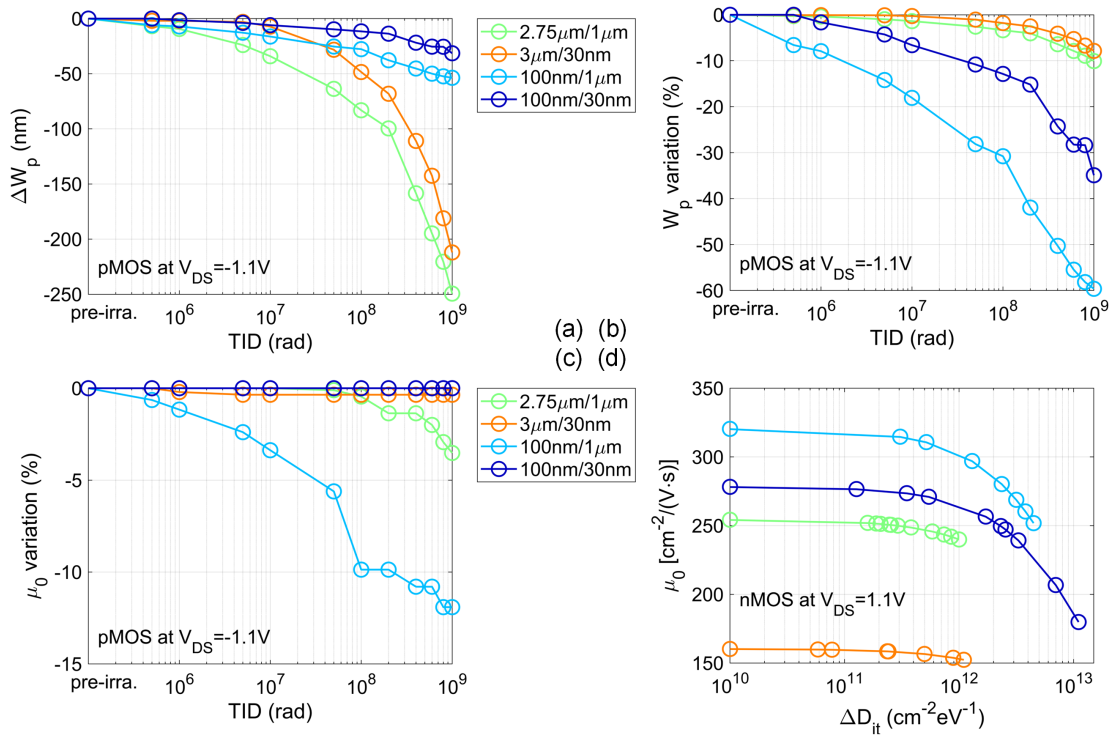 0
-50
-100
-150
-200
-250
ΔW_p (nm)
pMOS at V_DS=-1.1V
pre-irra. 10^6 10^7 10^8 10^9
TID (rad)
2.75μm/1μm
3μm/30nm
100nm/1μm
100nm/30nm
0
-10
-20
-30
-40
-50
-60
W_p variation (%)
pMOS at V_DS=-1.1V
pre-irra. 10^6 10^7 10^8 10^9
TID (rad)
(a) (b)
(c) (d)
0
-5
-10
-15
μ_0 variation (%)
pMOS at V_DS=-1.1V
pre-irra. 10^6 10^7 10^8 10^9
TID (rad)
2.75μm/1μm
3μm/30nm
100nm/1μm
100nm/30nm
350
300
250
200
150
μ_0 [cm^-2/(V·s)]
nMOS at V_DS=1.1V
10^10 10^11 10^12 10^13
ΔD_it (cm^-2eV^-1)